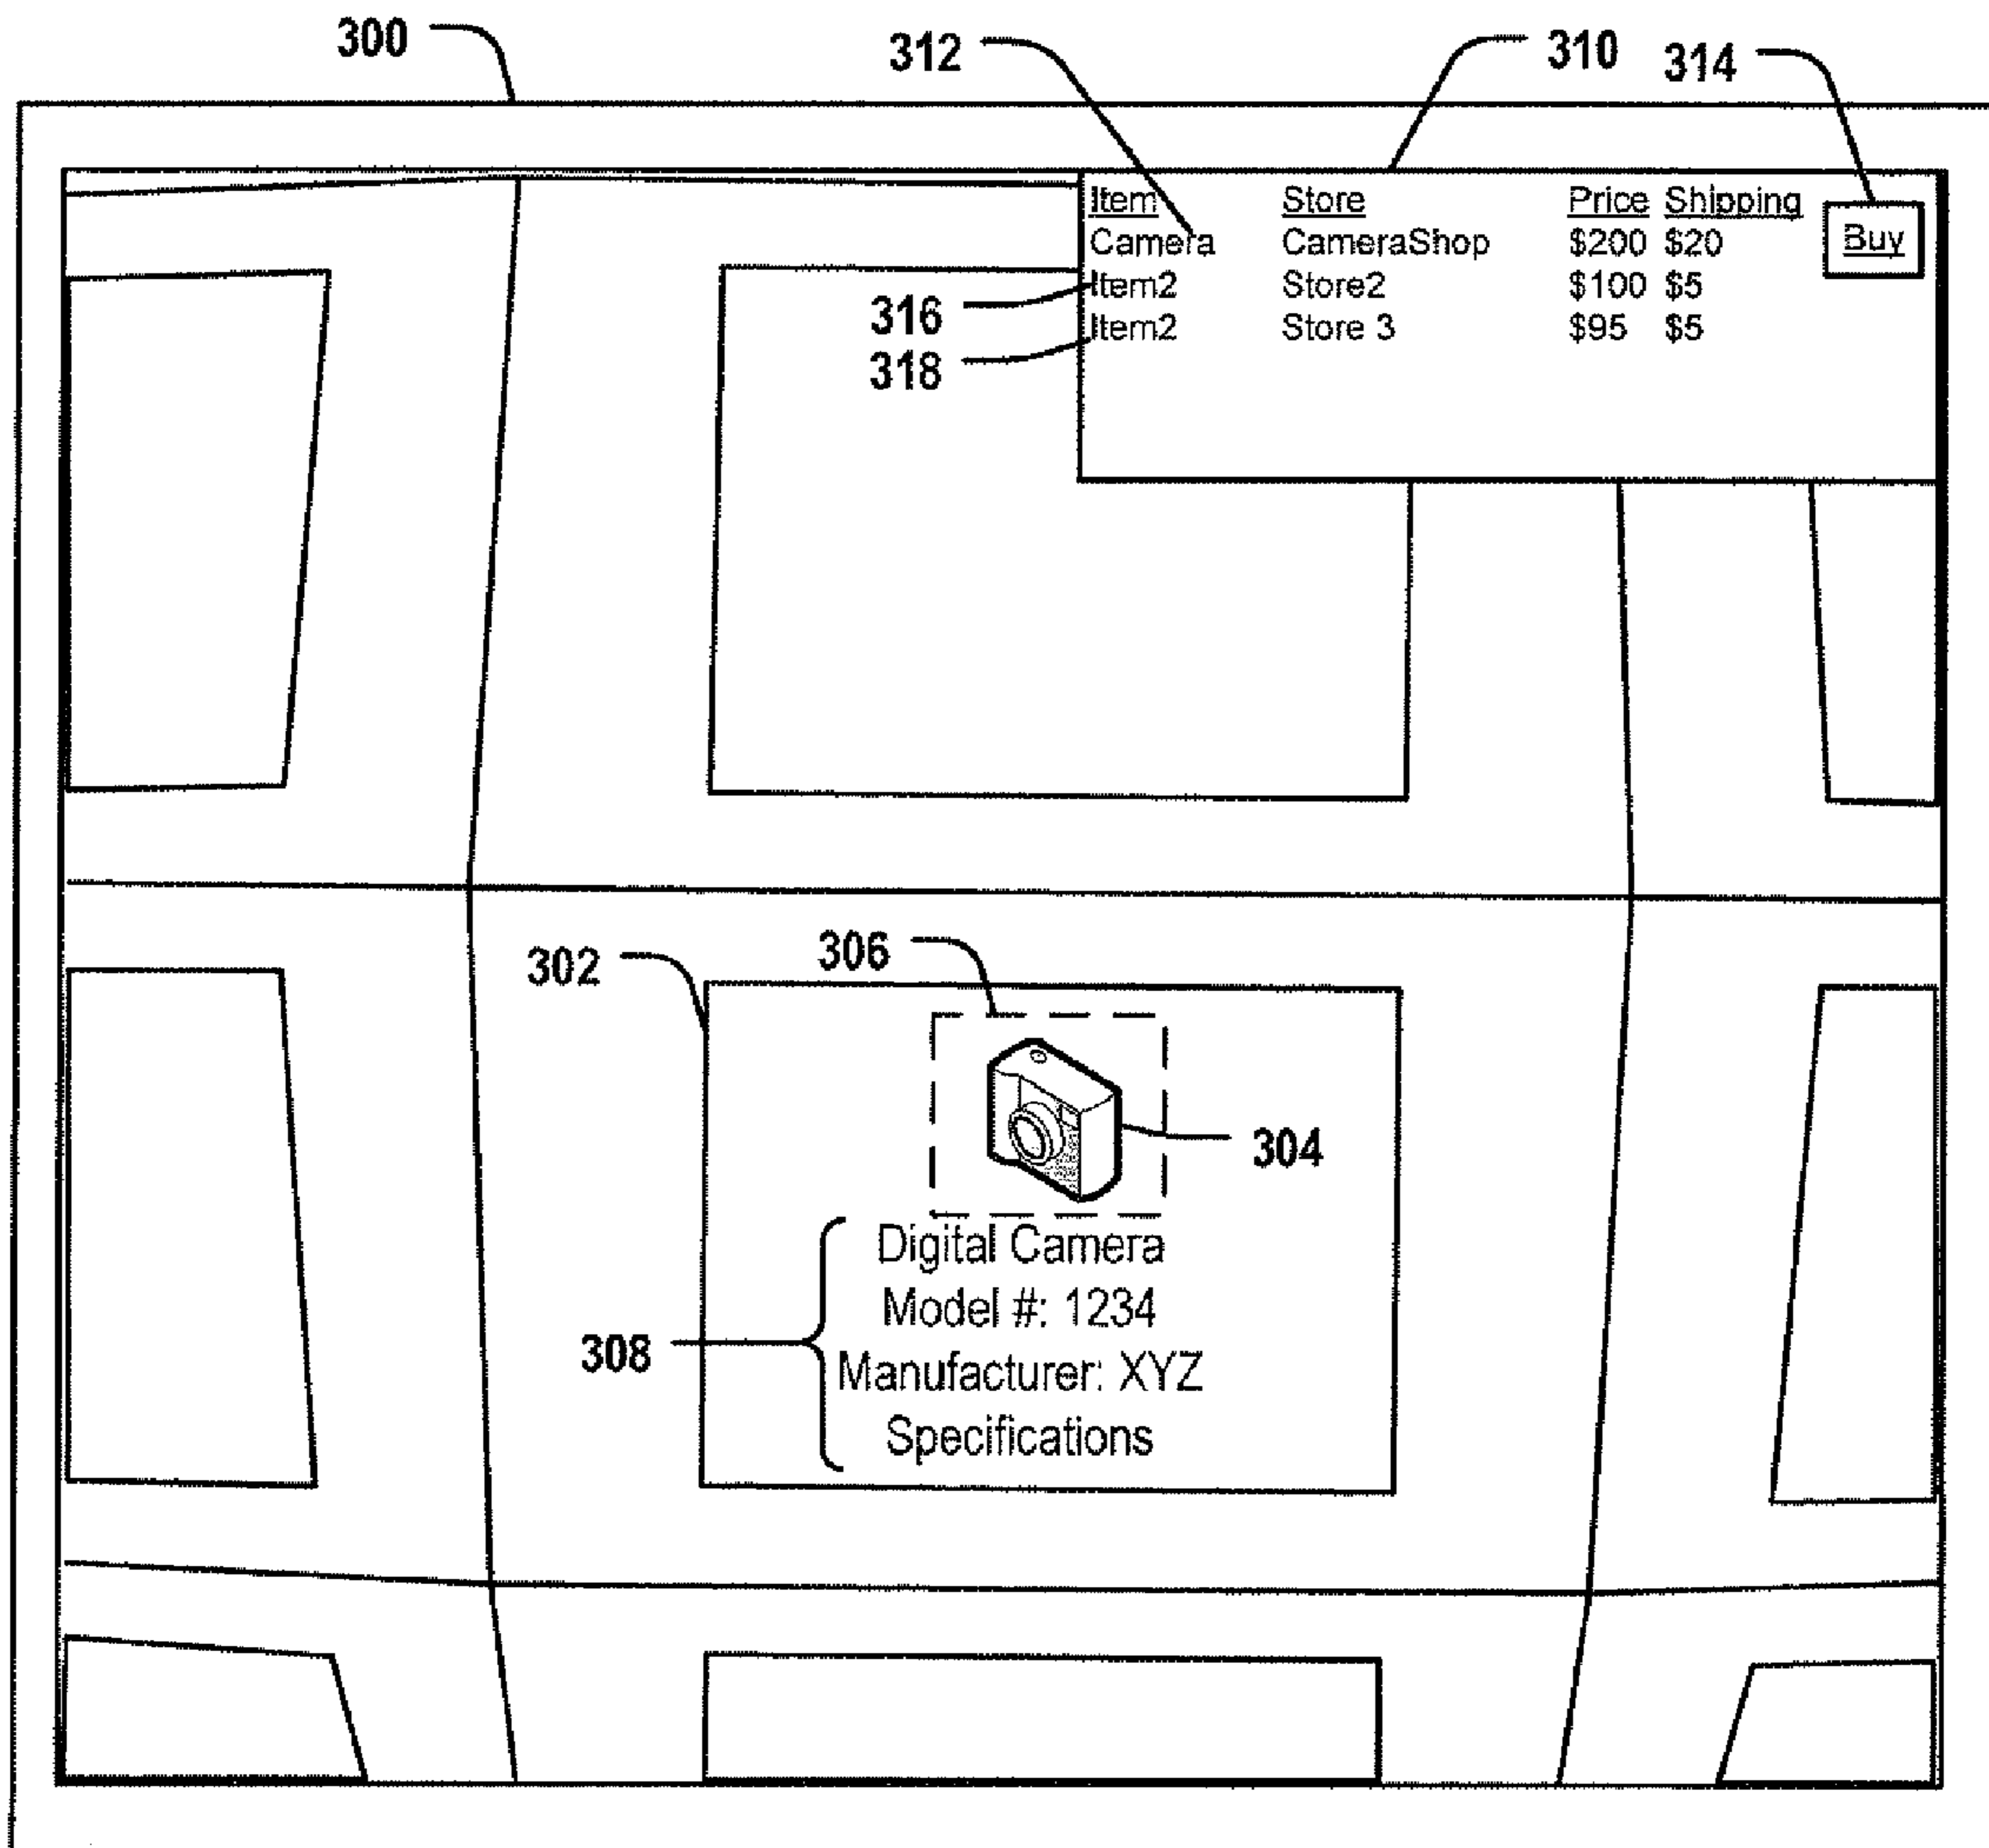 300
312
310
314
Item Store Price Shipping
Camera CameraShop $200 $20
Buy
Item2 Store2 $100 $5
316
Item2 Store 3 $95 $5
318
306
302
304
Digital Camera
Model #: 1234
308
Manufacturer: XYZ
Specifications